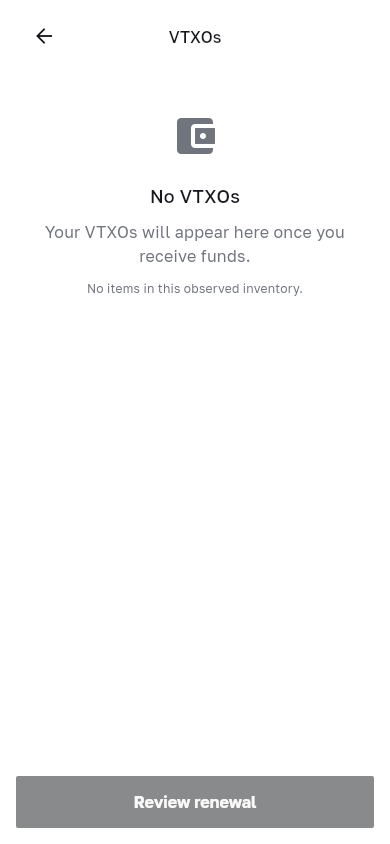 VTXOs
No VTXOs
Your VTXOs will appear here once you
receive funds.
No items in this observed inventory.
Review renewal